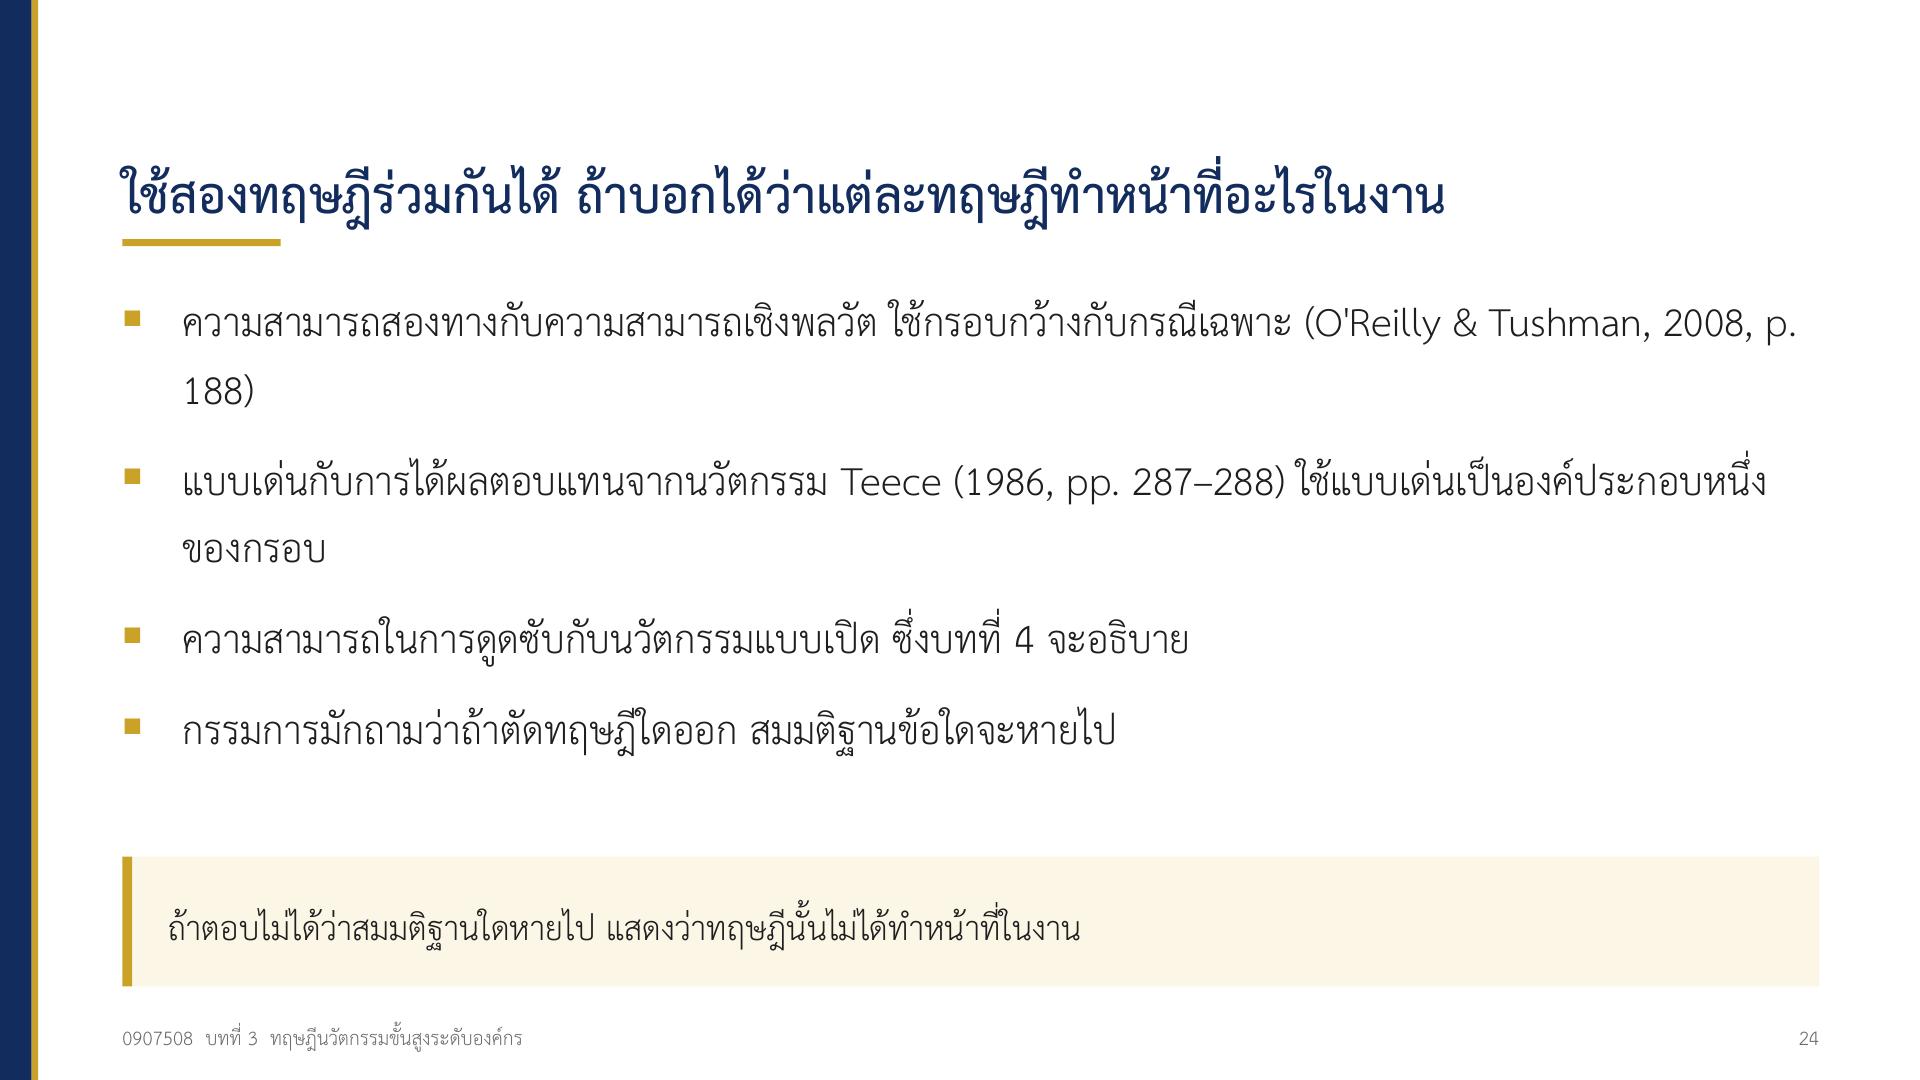 ใช้สองทฤษฎีร่วมกันได้ ถ้าบอกได้ว่าแต่ละทฤษฎีทำหน้าที่อะไรในงาน
ความสามารถสองทางกับความสามารถเชิงพลวัต ใช้กรอบกว้างกับกรณีเฉพาะ (O'Reilly & Tushman, 2008, p.
188)
แบบเด่นกับการได้ผลตอบแทนจากนวัตกรรม Teece (1986, pp. 287–288) ใช้แบบเด่นเป็นองค์ประกอบหนึ่ง
ของกรอบ
ความสามารถในการดูดซับกับนวัตกรรมแบบเปิด ซึ่งบทที่ 4 จะอธิบาย
กรรมการมักถามว่าถ้าตัดทฤษฎีใดออก สมมติฐานข้อใดจะหายไป
ถ้าตอบไม่ได้ว่าสมมติฐานใดหายไป แสดงว่าทฤษฎีนั้นไม่ได้ทำหน้าที่ในงาน
0907508 บทที่ 3 ทฤษฎีนวัตกรรมขั้นสูงระดับองค์กร
24